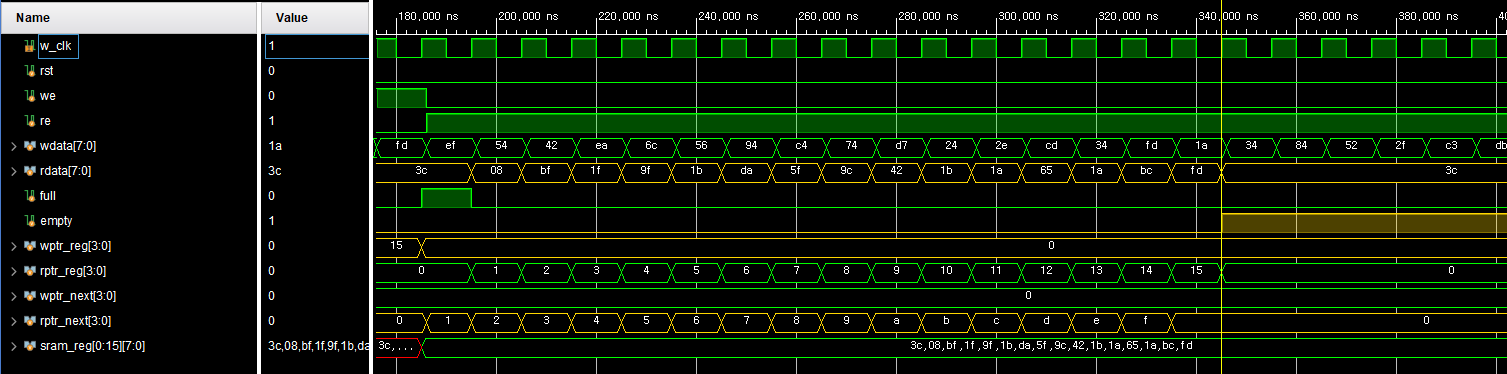 Name Value 180,000 ns 200,000 ns 220,000 ns 240,000 ns 260,000 ns 280,000 ns 300,000 ns 320,000 ns 340,000 ns 360,000 ns 380,000 ns
w_clk 1
rst 0
we 0
re 1
wdata[7:0] 1a fd ef 54 42 ea 6c 56 94 c4 74 d7 24 2e cd 34 fd 1a 34 84 52 2f c3 db
rdata[7:0] 3c 3c 08 bf 1f 9f 1b da 5f 9c 42 1b 1a 65 1a bc fd 3c
full 0
empty 1
wptr_reg[3:0] 0 15 0
rptr_reg[3:0] 0 0 1 2 3 4 5 6 7 8 9 10 11 12 13 14 15 0
wptr_next[3:0] 0 0
rptr_next[3:0] 0 0 1 2 3 4 5 6 7 8 9 a b c d e f 0
sram_reg[0:15][7:0] 3c,08,bf,1f,9f,1b,da 3c,... 3c,08,bf,1f,9f,1b,da,5f,9c,42,1b,1a,65,1a,bc,fd